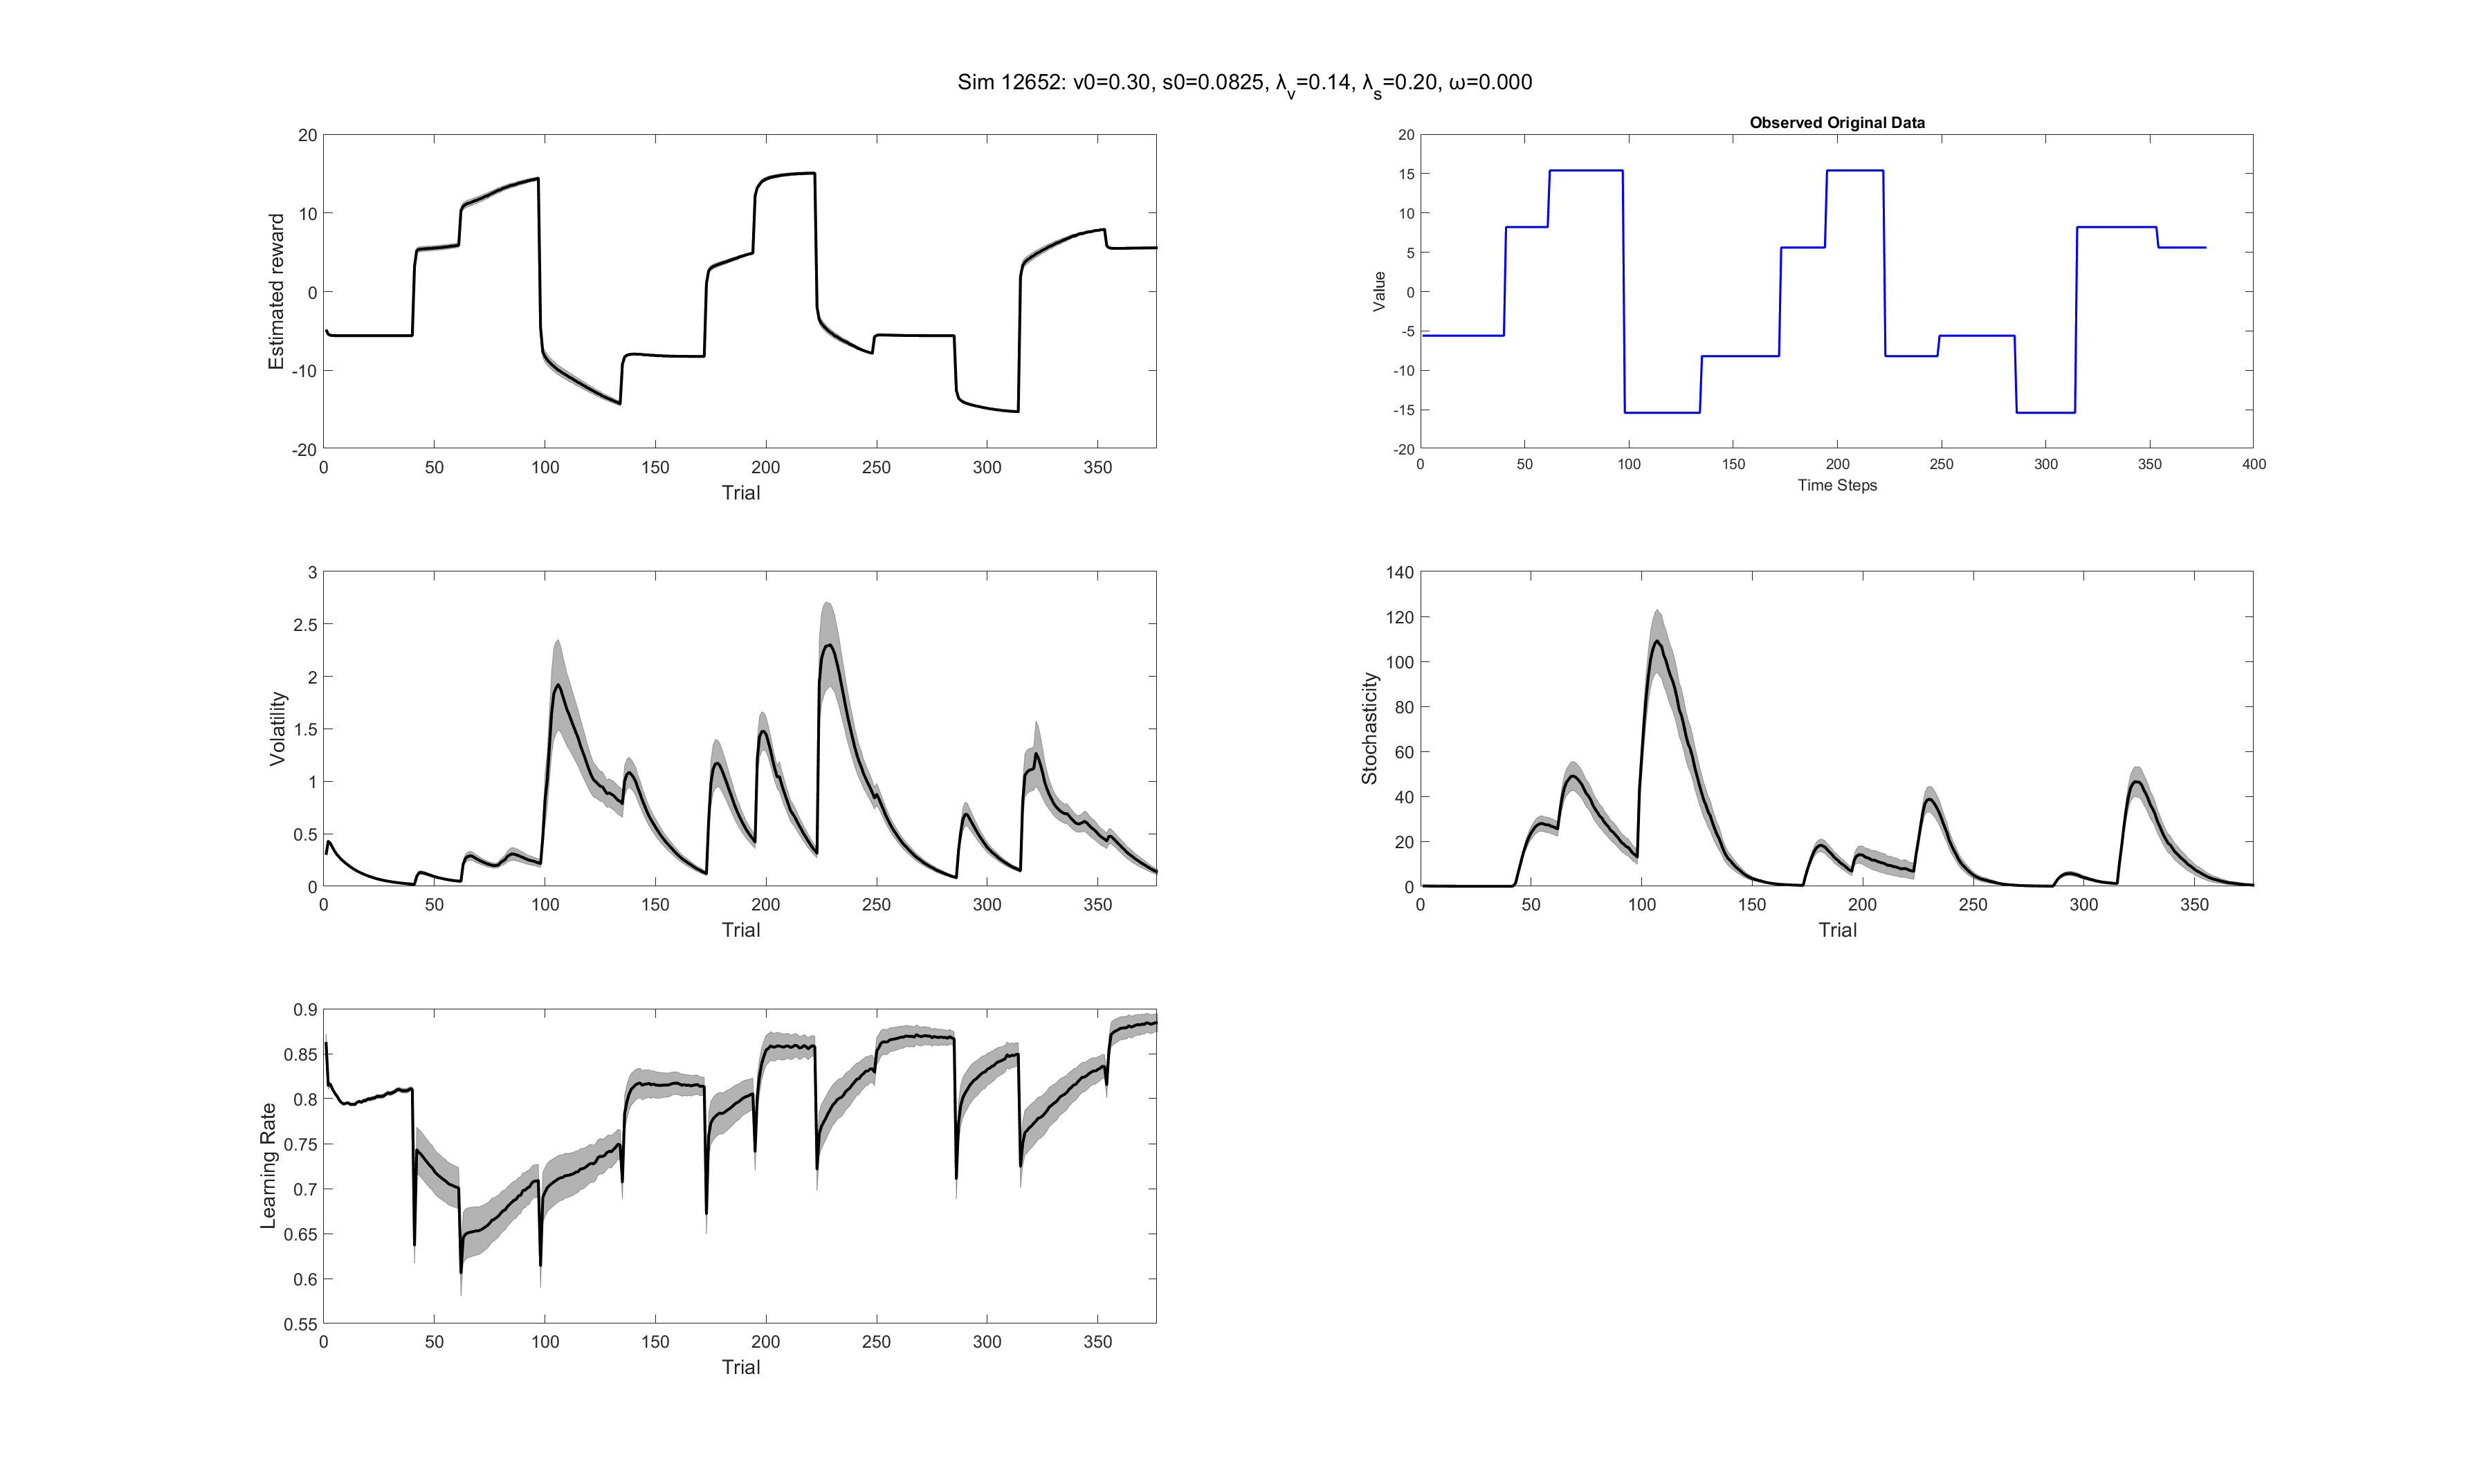 Sim 12652: v0=0.30, s0=0.0825, λv=0.14, λs=0.20, ω=0.000
Estimated reward
20
10
0
-10
-20
0 50 100 150 200 250 300 350
Trial
Observed Original Data
Value
20
15
10
5
0
-5
-10
-15
-20
0 50 100 150 200 250 300 350 400
Time Steps
Volatility
3
2.5
2
1.5
1
0.5
0
0 50 100 150 200 250 300 350
Trial
Stochasticity
140
120
100
80
60
40
20
0
0 50 100 150 200 250 300 350
Trial
Learning Rate
0.9
0.85
0.8
0.75
0.7
0.65
0.6
0.55
0 50 100 150 200 250 300 350
Trial